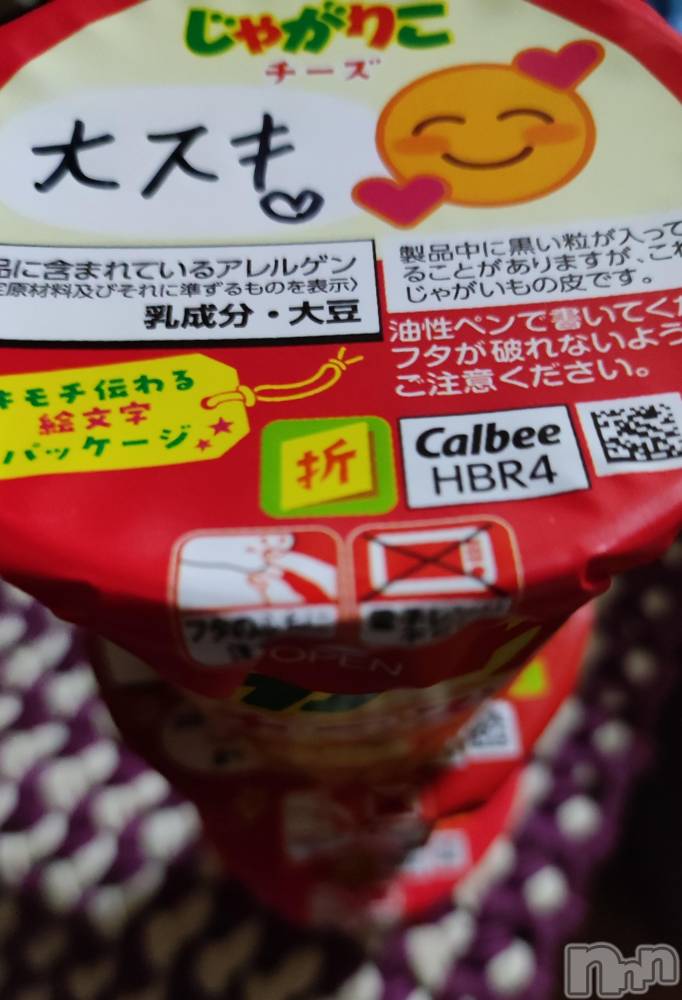 じゃがりこ
チーズ
大スキ
品に含まれているアレルゲン
原材料及びそれに準ずるものを表示〉
乳成分・大豆
製品中に黒い粒が入って
ることがありますが、これ
じゃがいもの皮です。
油性ペンで書いてくだ
フタが破れないよう
ご注意ください。
キモチ伝わる
絵文字
パッケージ
折
Calbee
HBR4
OPEN
nnn